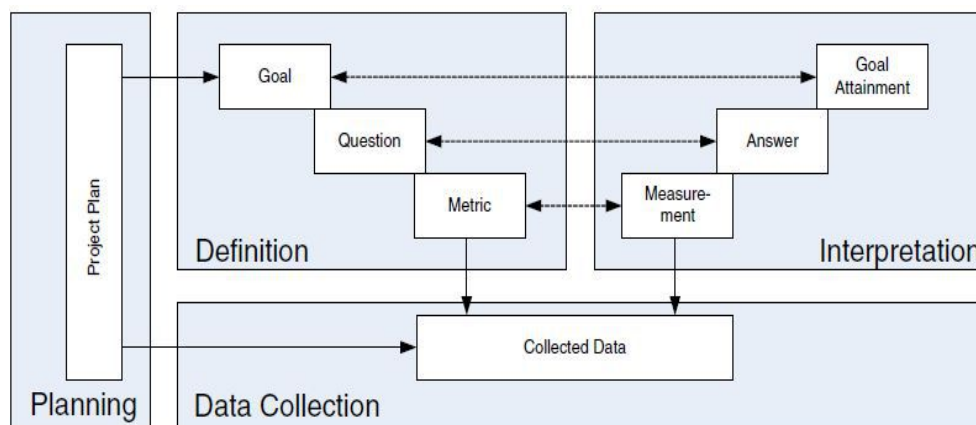 Project Plan
Planning
Goal
Question
Metric
Definition
Goal
Attainment
Answer
Measure-
ment
Interpretation
Collected Data
Data Collection